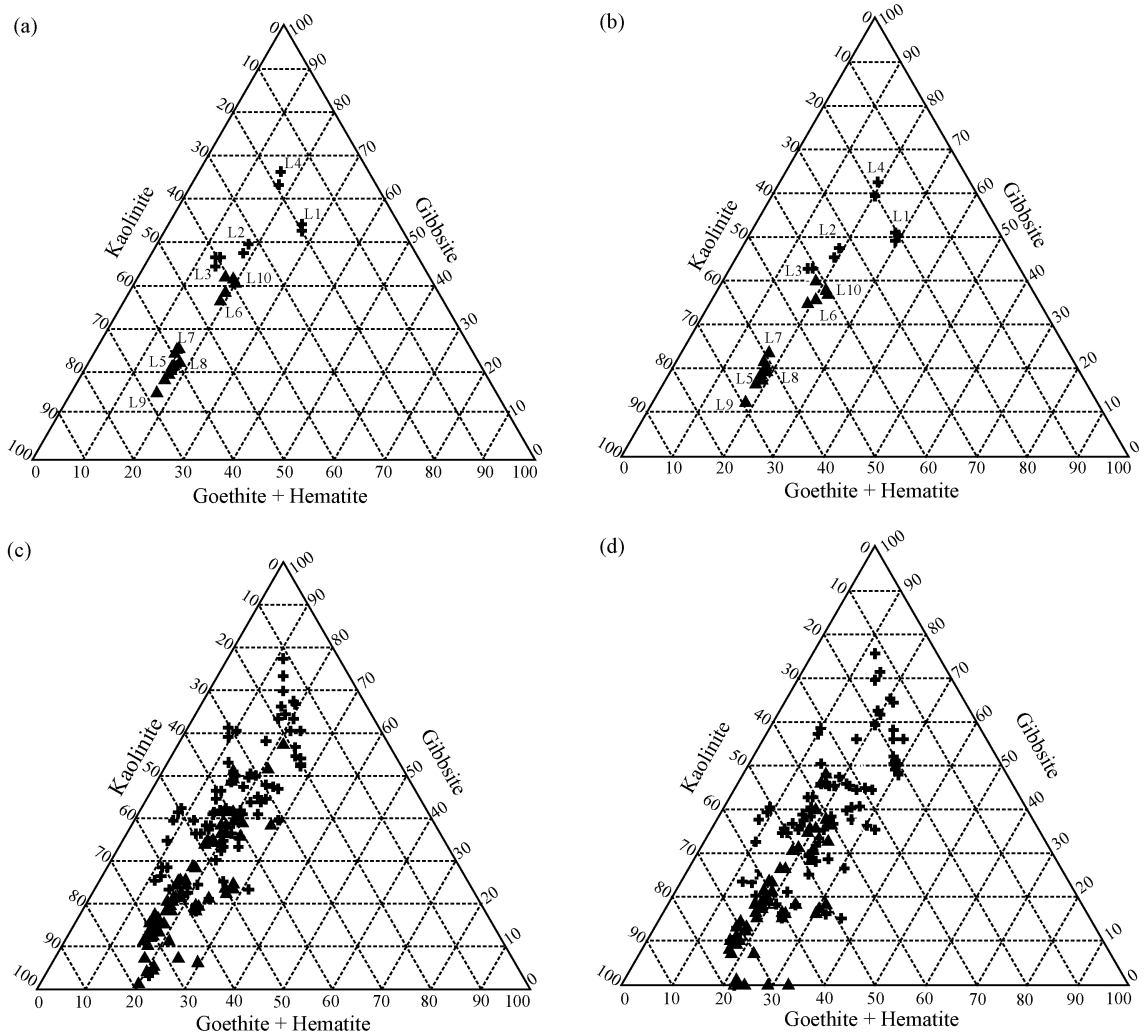 (a)
0 100
10 90
20 80
30 70
L4
40 60
Kaolinite
Gibbsite
L1
50 50
L2
60 40
L3
L10
L6
70 30
L7
80 20
L5
L8
L9
90 10
100 0
0 10 20 30 40 50 60 70 80 90 100
Goethite + Hematite
(b)
0 100
10 90
20 80
30 70
L4
40 60
Kaolinite
Gibbsite
L1
50 50
L2
60 40
L3
L10
L6
70 30
L7
80 20
L5
L8
L9
90 10
100 0
0 10 20 30 40 50 60 70 80 90 100
Goethite + Hematite
(c)
0 100
10 90
20 80
30 70
40 60
Kaolinite
Gibbsite
50 50
60 40
70 30
80 20
90 10
100 0
0 10 20 30 40 50 60 70 80 90 100
Goethite + Hematite
(d)
0 100
10 90
20 80
30 70
40 60
Kaolinite
Gibbsite
50 50
60 40
70 30
80 20
90 10
100 0
0 10 20 30 40 50 60 70 80 90 100
Goethite + Hematite